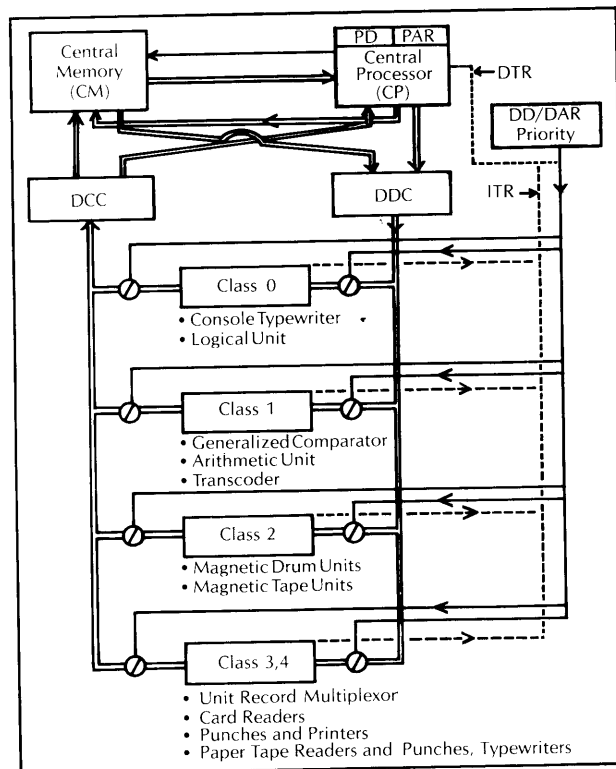 PD PAR
Central
Memory
(CM)
Central
Processor
(CP)
DTR
DD/DAR
Priority
DCC
DDC
ITR
Class 0
• Console Typewriter
• Logical Unit
Class 1
• Generalized Comparator
• Arithmetic Unit
• Transcoder
Class 2
• Magnetic Drum Units
• Magnetic Tape Units
Class 3,4
• Unit Record Multiplexor
• Card Readers
• Punches and Printers
• Paper Tape Readers and Punches, Typewriters